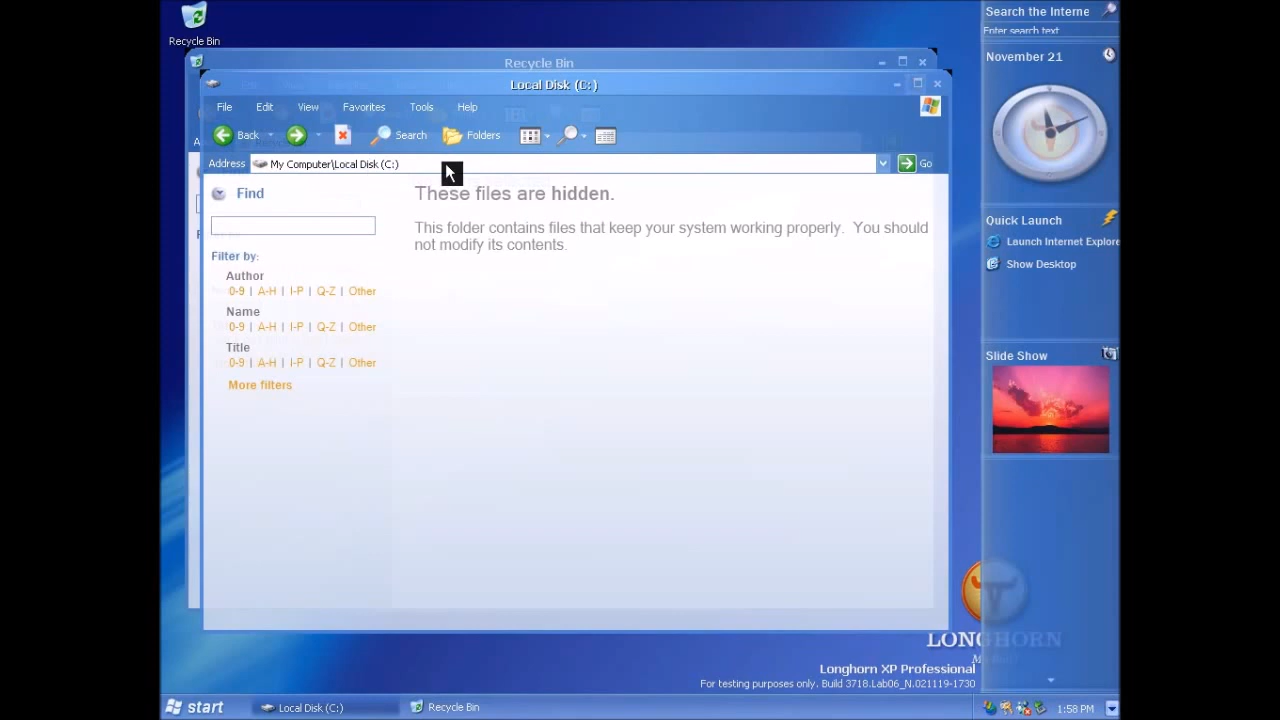 Recycle Bin
Search the Interne
Enter search text
November 21
Recycle Bin
Local Disk (C:)
File Edit View Favorites Tools Help
Back Search Folders
Address My Computer\Local Disk (C:) Go
Find
These files are hidden.
This folder contains files that keep your system working properly. You should
not modify its contents.
Filter by:
Author
0-9 | A-H | I-P | Q-Z | Other
Name
0-9 | A-H | I-P | Q-Z | Other
Title
0-9 | A-H | I-P | Q-Z | Other
More filters
Quick Launch
Launch Internet Explore
Show Desktop
Slide Show
LONGHORN
Longhorn XP Professional
For testing purposes only. Build 3718.Lab06_N.021119-1730
start Local Disk (C:) Recycle Bin 1:58 PM